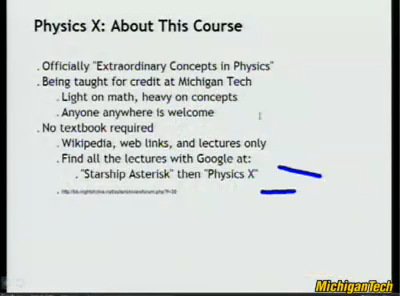 Physics X: About This Course
. Officially "Extraordinary Concepts in Physics"
. Being taught for credit at Michigan Tech
. Light on math, heavy on concepts
. Anyone anywhere is welcome
. No textbook required
. Wikipedia, web links, and lectures only
. Find all the lectures with Google at:
. "Starship Asterisk" then "Physics X"
MichiganTech